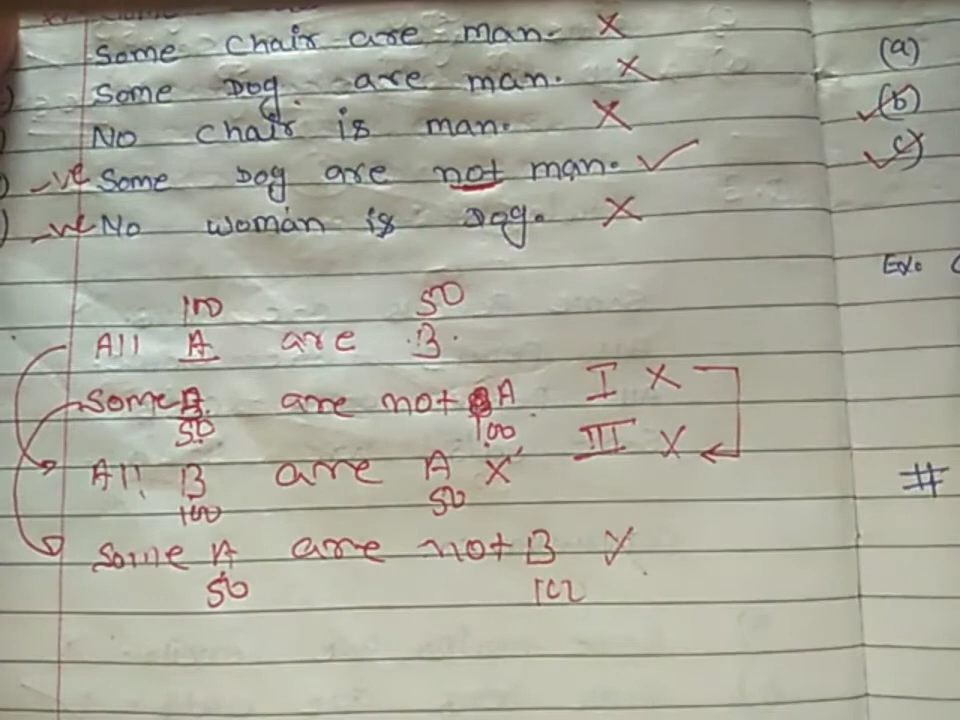 Some chair are man. X
Some Dog. are man. X
No chair is man. X
-ve Some Dog are not man. ✓
-ve No woman is Dog. X
100 50
All A are B.
Some B. are not A I X
50 100 III X
All B are A X
100 50
Some A are not B X
50 100
(a)
✓(b)
✓c)
Ex.
#